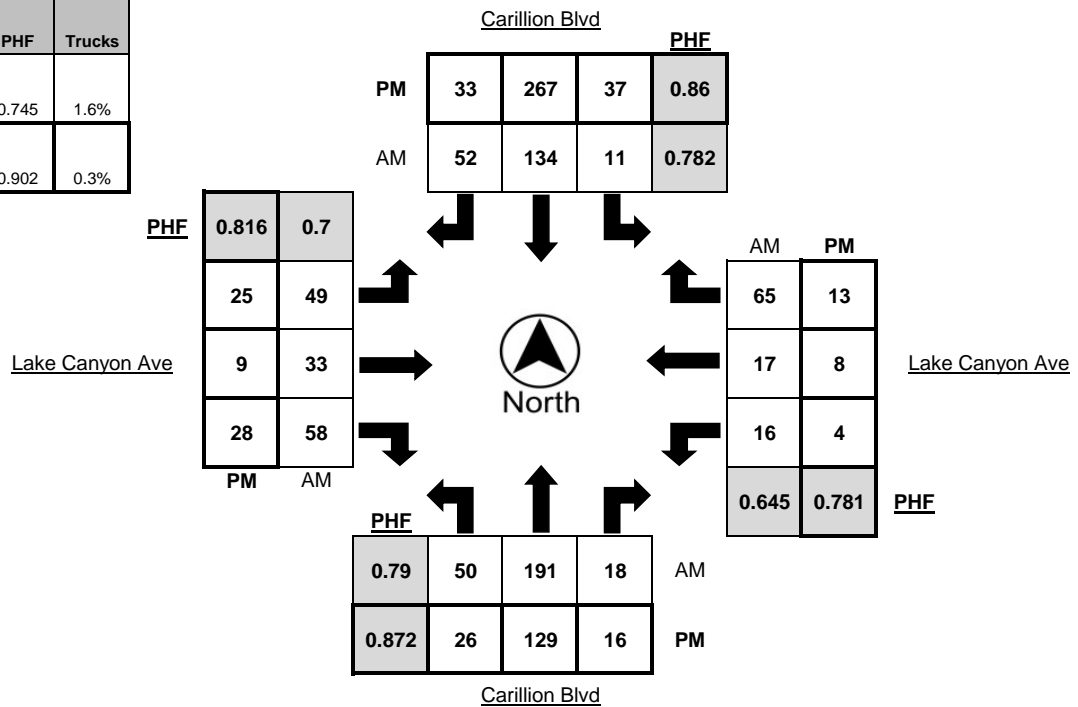 PHF Trucks
0.745 1.6%
0.902 0.3%
Carillion Blvd
PHF
PM 33 267 37 0.86
AM 52 134 11 0.782
PHF 0.816 0.7
25 49
Lake Canyon Ave 9 33
28 58
PM AM
North
AM PM
65 13
17 8 Lake Canyon Ave
16 4
0.645 0.781 PHF
PHF
0.79 50 191 18 AM
0.872 26 129 16 PM
Carillion Blvd